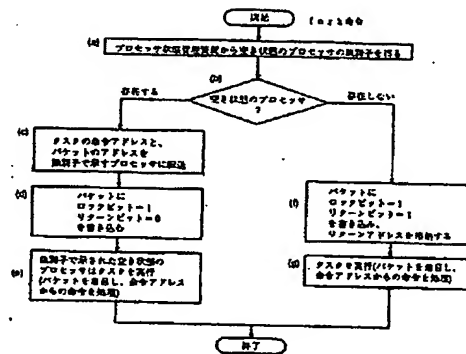 開始
fork命令
(a)
プロセッサ状態管理装置から空き状態のプロセッサの識別子を得る
(b)
存在する
空き状態のプロセッサ
?
存在しない
(c)
タスクの命令アドレスと、
パケットのアドレスを
識別子で示すプロセッサに転送
(d)
パケットに
ロックビット=1
リターンビット=0
を書き込む
(e)
識別子で示された空き状態の
プロセッサはタスクを実行
(パケットを着目し、命令アドレス
からの命令を処理)
(f)
パケットに
ロックビット=1
リターンビット=1
を書き込み、
リターンアドレスを格納する
(g)
タスクを実行(パケットを着目し、
命令アドレスからの命令を処理)
終了